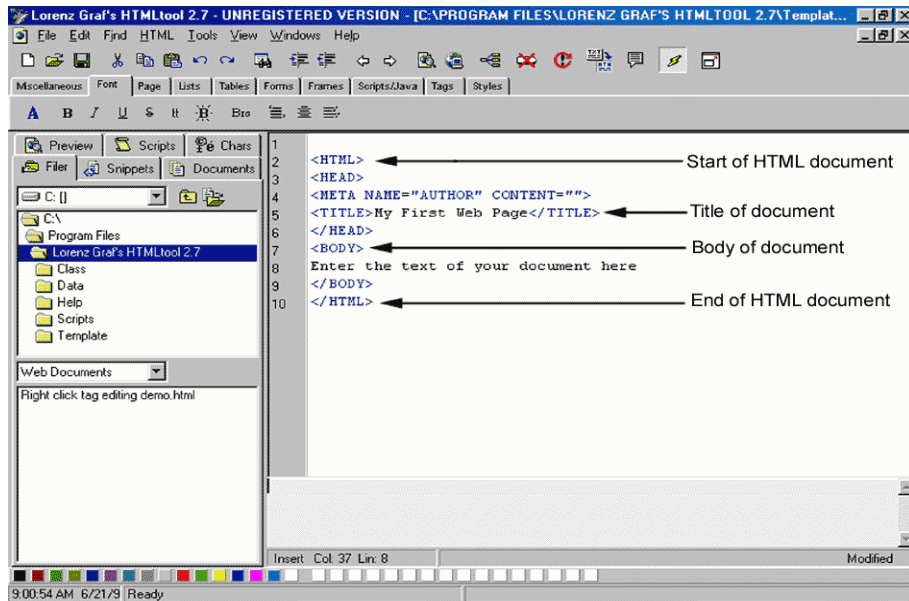 Lorenz Graf's HTMLtool 2.7 - UNREGISTERED VERSION - [C:\PROGRAM FILES\LORENZ GRAF'S HTMLTOOL 2.7\Templat...
File Edit Find HTML Tools View Windows Help
Miscellaneous Font Page Lists Tables Forms Frames Scripts/Java Tags Styles
A B I U S tt B Big
Preview Scripts Chars
Filer Snippets Documents
C: []
C:\
Program Files
Lorenz Graf's HTMLtool 2.7
Class
Data
Help
Scripts
Template
Web Documents
Right click tag editing demo.html
1
2 <HTML> Start of HTML document
3 <HEAD>
4 <META NAME="AUTHOR" CONTENT="">
5 <TITLE>My First Web Page</TITLE> Title of document
6 </HEAD>
7 <BODY> Body of document
8 Enter the text of your document here
9 </BODY>
10 </HTML> End of HTML document
Insert Col: 37 Lin: 8 Modified
9:00:54 AM 6/21/9 Ready